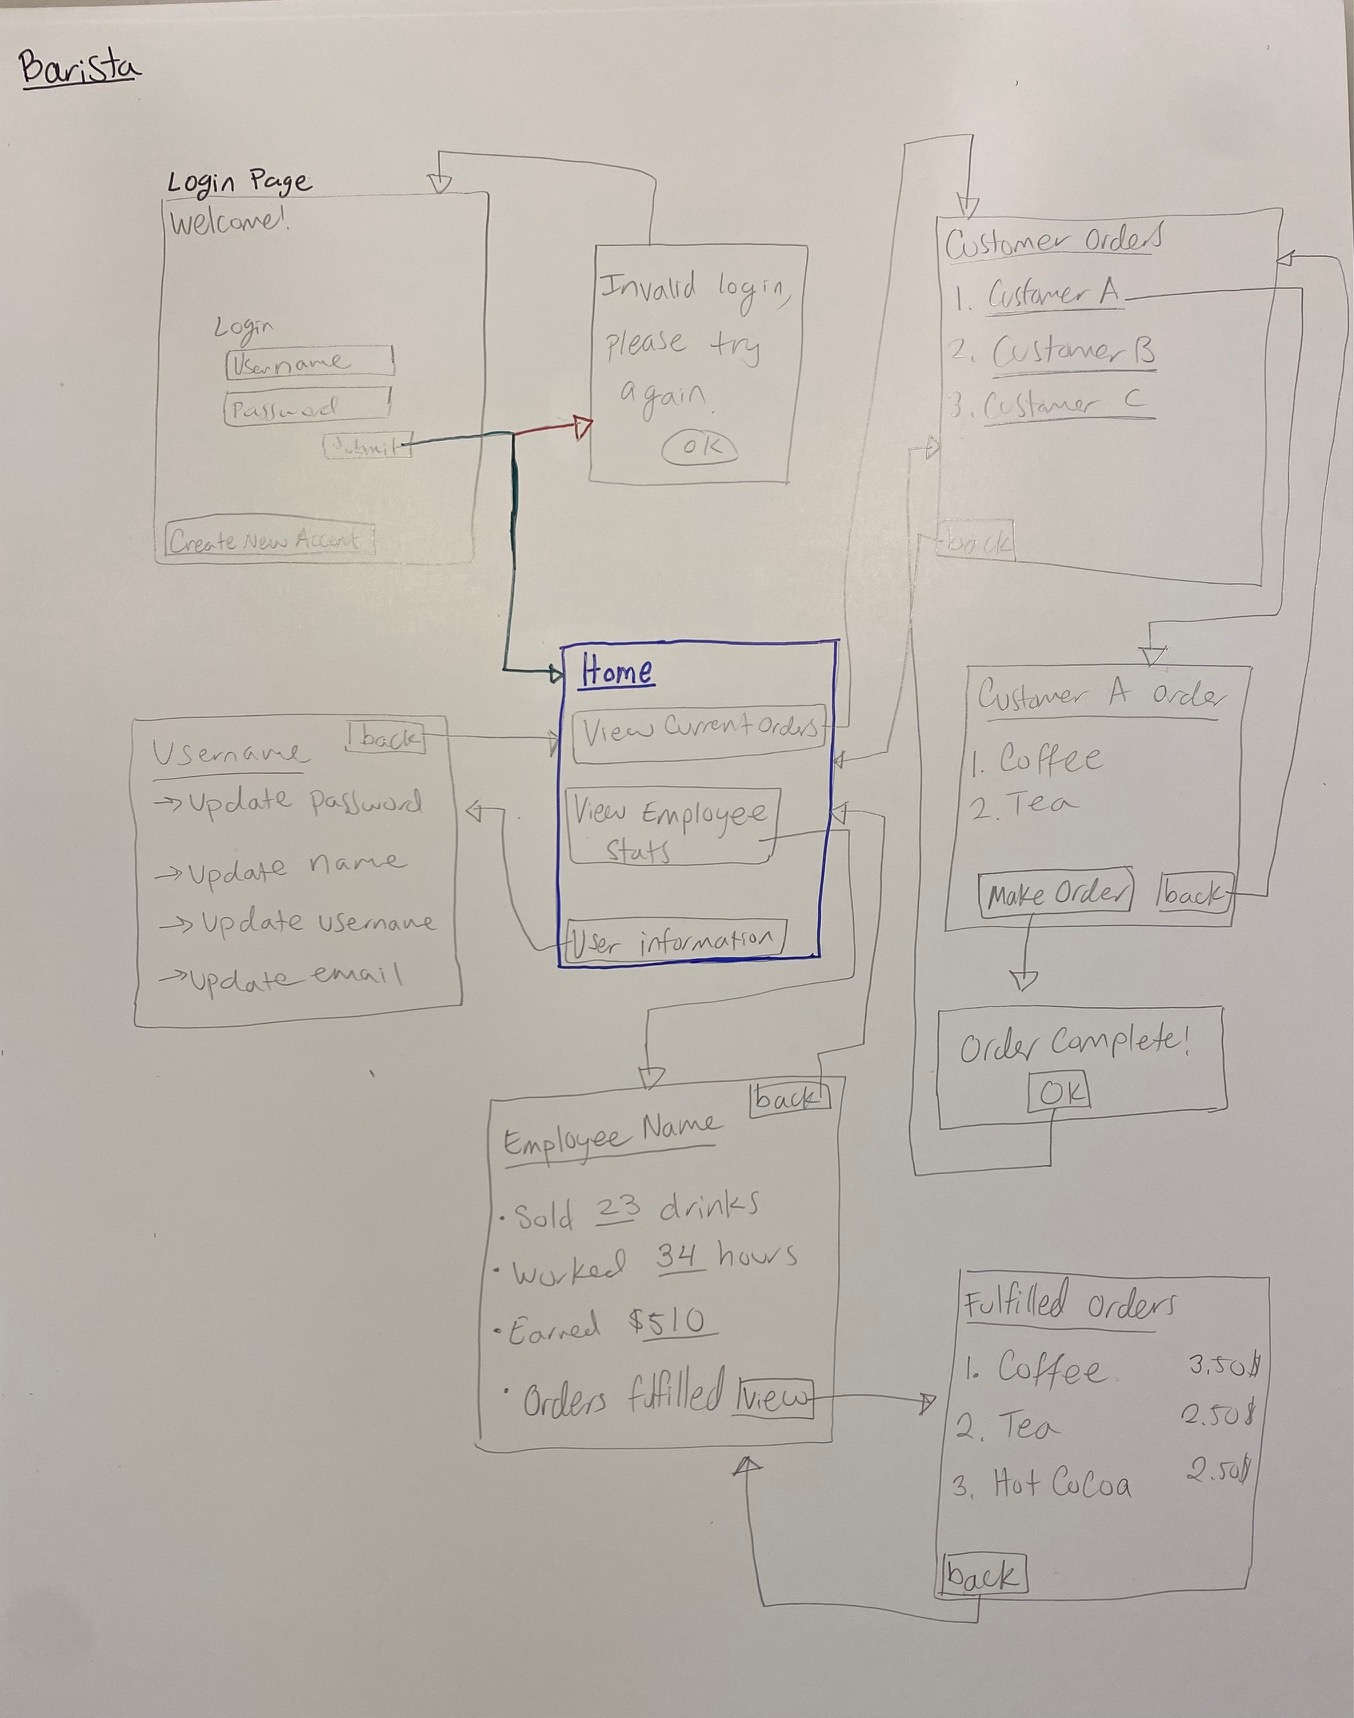 Barista
Login Page
Welcome!
Login
Username
Password
Submit
Create New Account
Invalid login,
please try
again.
OK
Customer Orders
1. Customer A
2. Customer B
3. Customer C
back
Home
View Current Orders
View Employee
Stats
User information
Username
back
→ Update password
→ Update name
→ Update username
→ Update email
Customer A order
1. Coffee
2. Tea
Make Order
back
Order Complete!
OK
back
Employee Name
• Sold 23 drinks
• Worked 34 hours
• Earned $510
• Orders fulfilled view
Fulfilled orders
1. Coffee 3.50$
2. Tea 2.50$
3. Hot Cocoa 2.50$
back